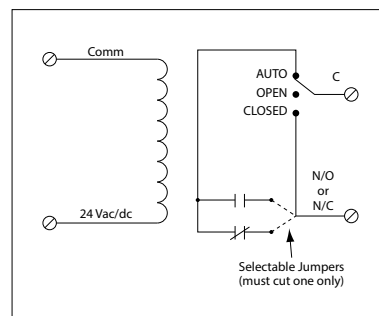 Comm
AUTO
C
OPEN
CLOSED
N/O
or
N/C
24 Vac/dc
Selectable Jumpers
(must cut one only)